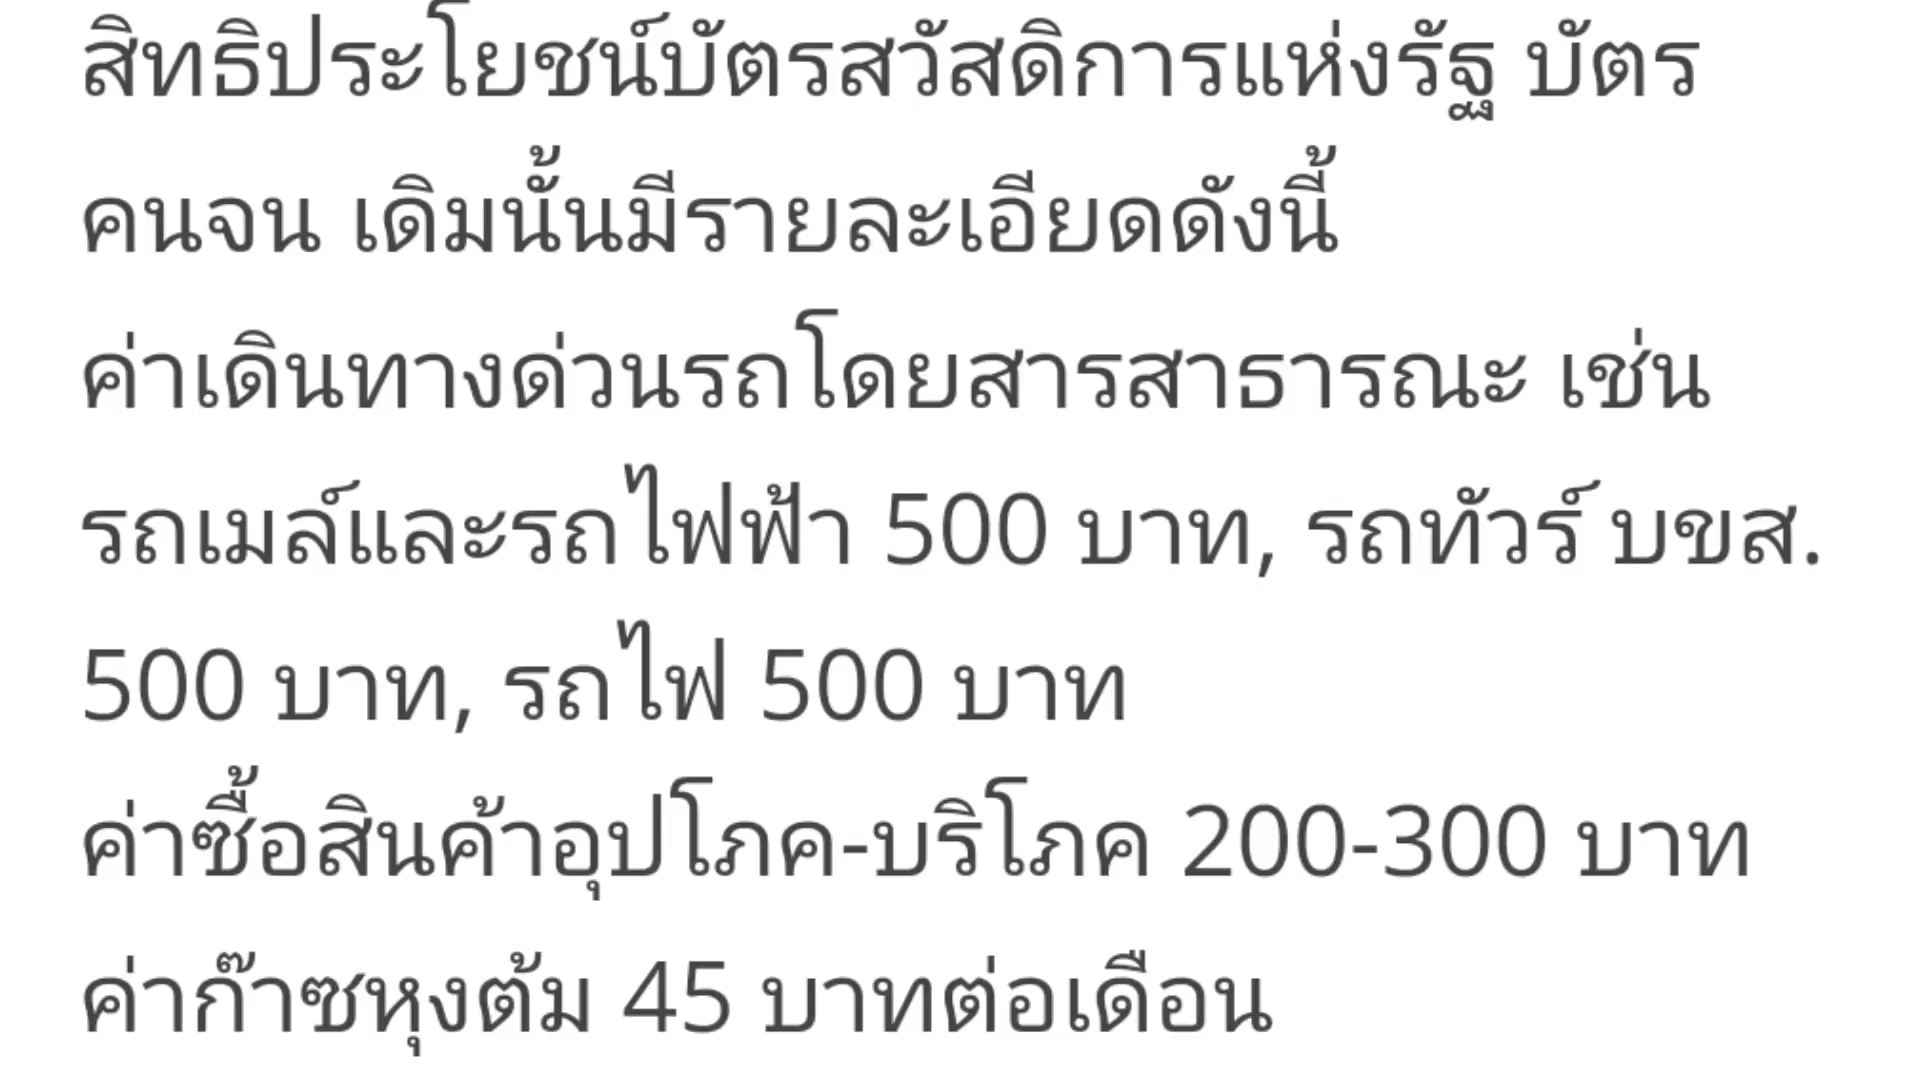 สิทธิประโยชน์บัตรสวัสดิการแห่งรัฐ บัตร
คนจน เดิมนั้นมีรายละเอียดดังนี้
ค่าเดินทางด่วนรถโดยสารสาธารณะ เช่น
รถเมล์และรถไฟฟ้า 500 บาท, รถทัวร์ บขส.
500 บาท, รถไฟ 500 บาท
ค่าซื้อสินค้าอุปโภค-บริโภค 200-300 บาท
ค่าก๊าซหุงต้ม 45 บาทต่อเดือน